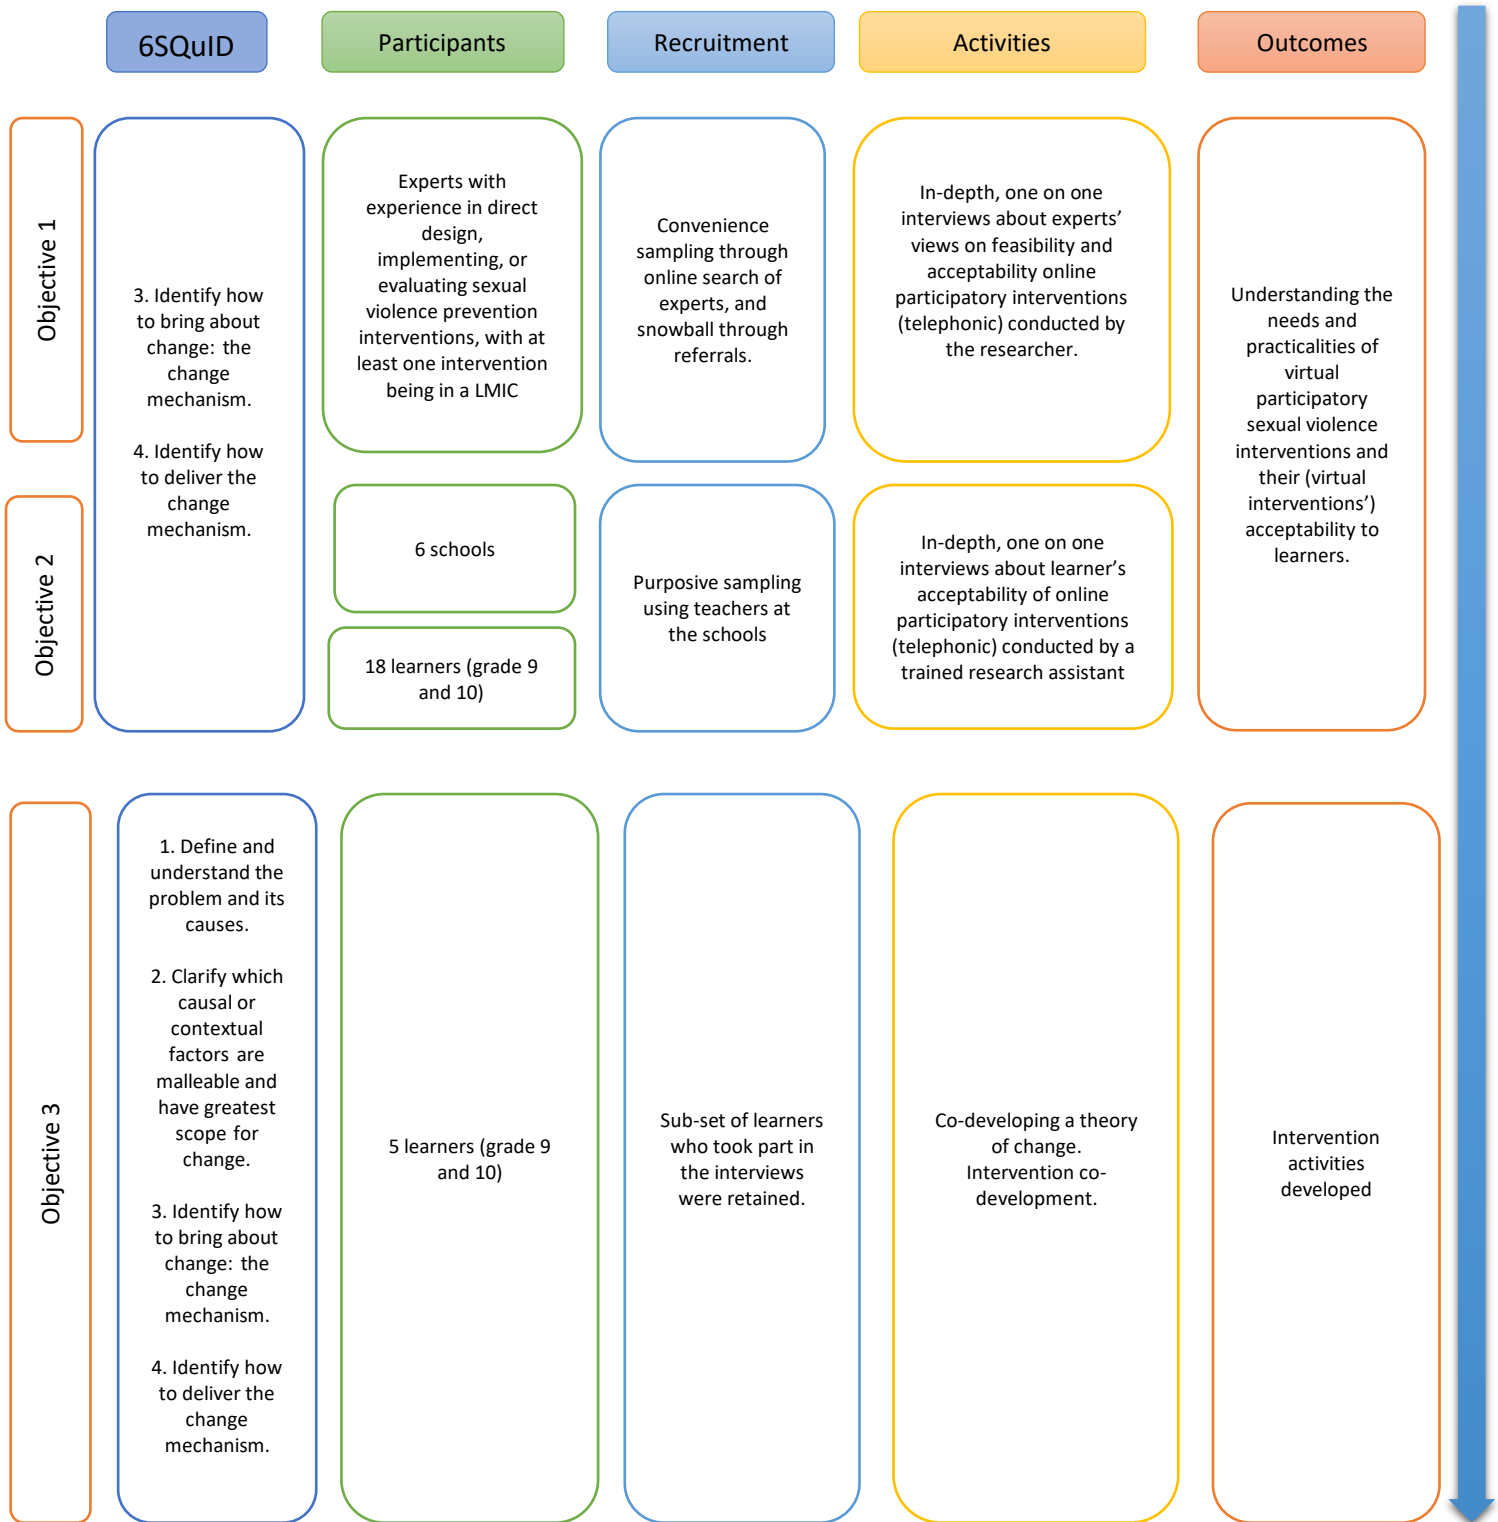 6SQuID
Participants
Recruitment
Activities
Outcomes
Objective 1
3. Identify how
to bring about
change: the
change
mechanism.
4. Identify how
to deliver the
change
mechanism.
Experts with
experience in direct
design,
implementing, or
evaluating sexual
violence prevention
interventions, with at
least one intervention
being in a LMIC
Convenience
sampling through
online search of
experts, and
snowball through
referrals.
In-depth, one on one
interviews about experts’
views on feasibility and
acceptability online
participatory interventions
(telephonic) conducted by
the researcher.
Understanding the
needs and
practicalities of
virtual
participatory
sexual violence
interventions and
their (virtual
interventions’)
acceptability to
learners.
Objective 2
6 schools
18 learners (grade 9
and 10)
Purposive sampling
using teachers at
the schools
In-depth, one on one
interviews about learner’s
acceptability of online
participatory interventions
(telephonic) conducted by a
trained research assistant
Objective 3
1. Define and
understand the
problem and its
causes.
2. Clarify which
causal or
contextual
factors are
malleable and
have greatest
scope for
change.
3. Identify how
to bring about
change: the
change
mechanism.
4. Identify how
to deliver the
change
mechanism.
5 learners (grade 9
and 10)
Sub-set of learners
who took part in
the interviews
were retained.
Co-developing a theory
of change.
Intervention co-
development.
Intervention
activities
developed